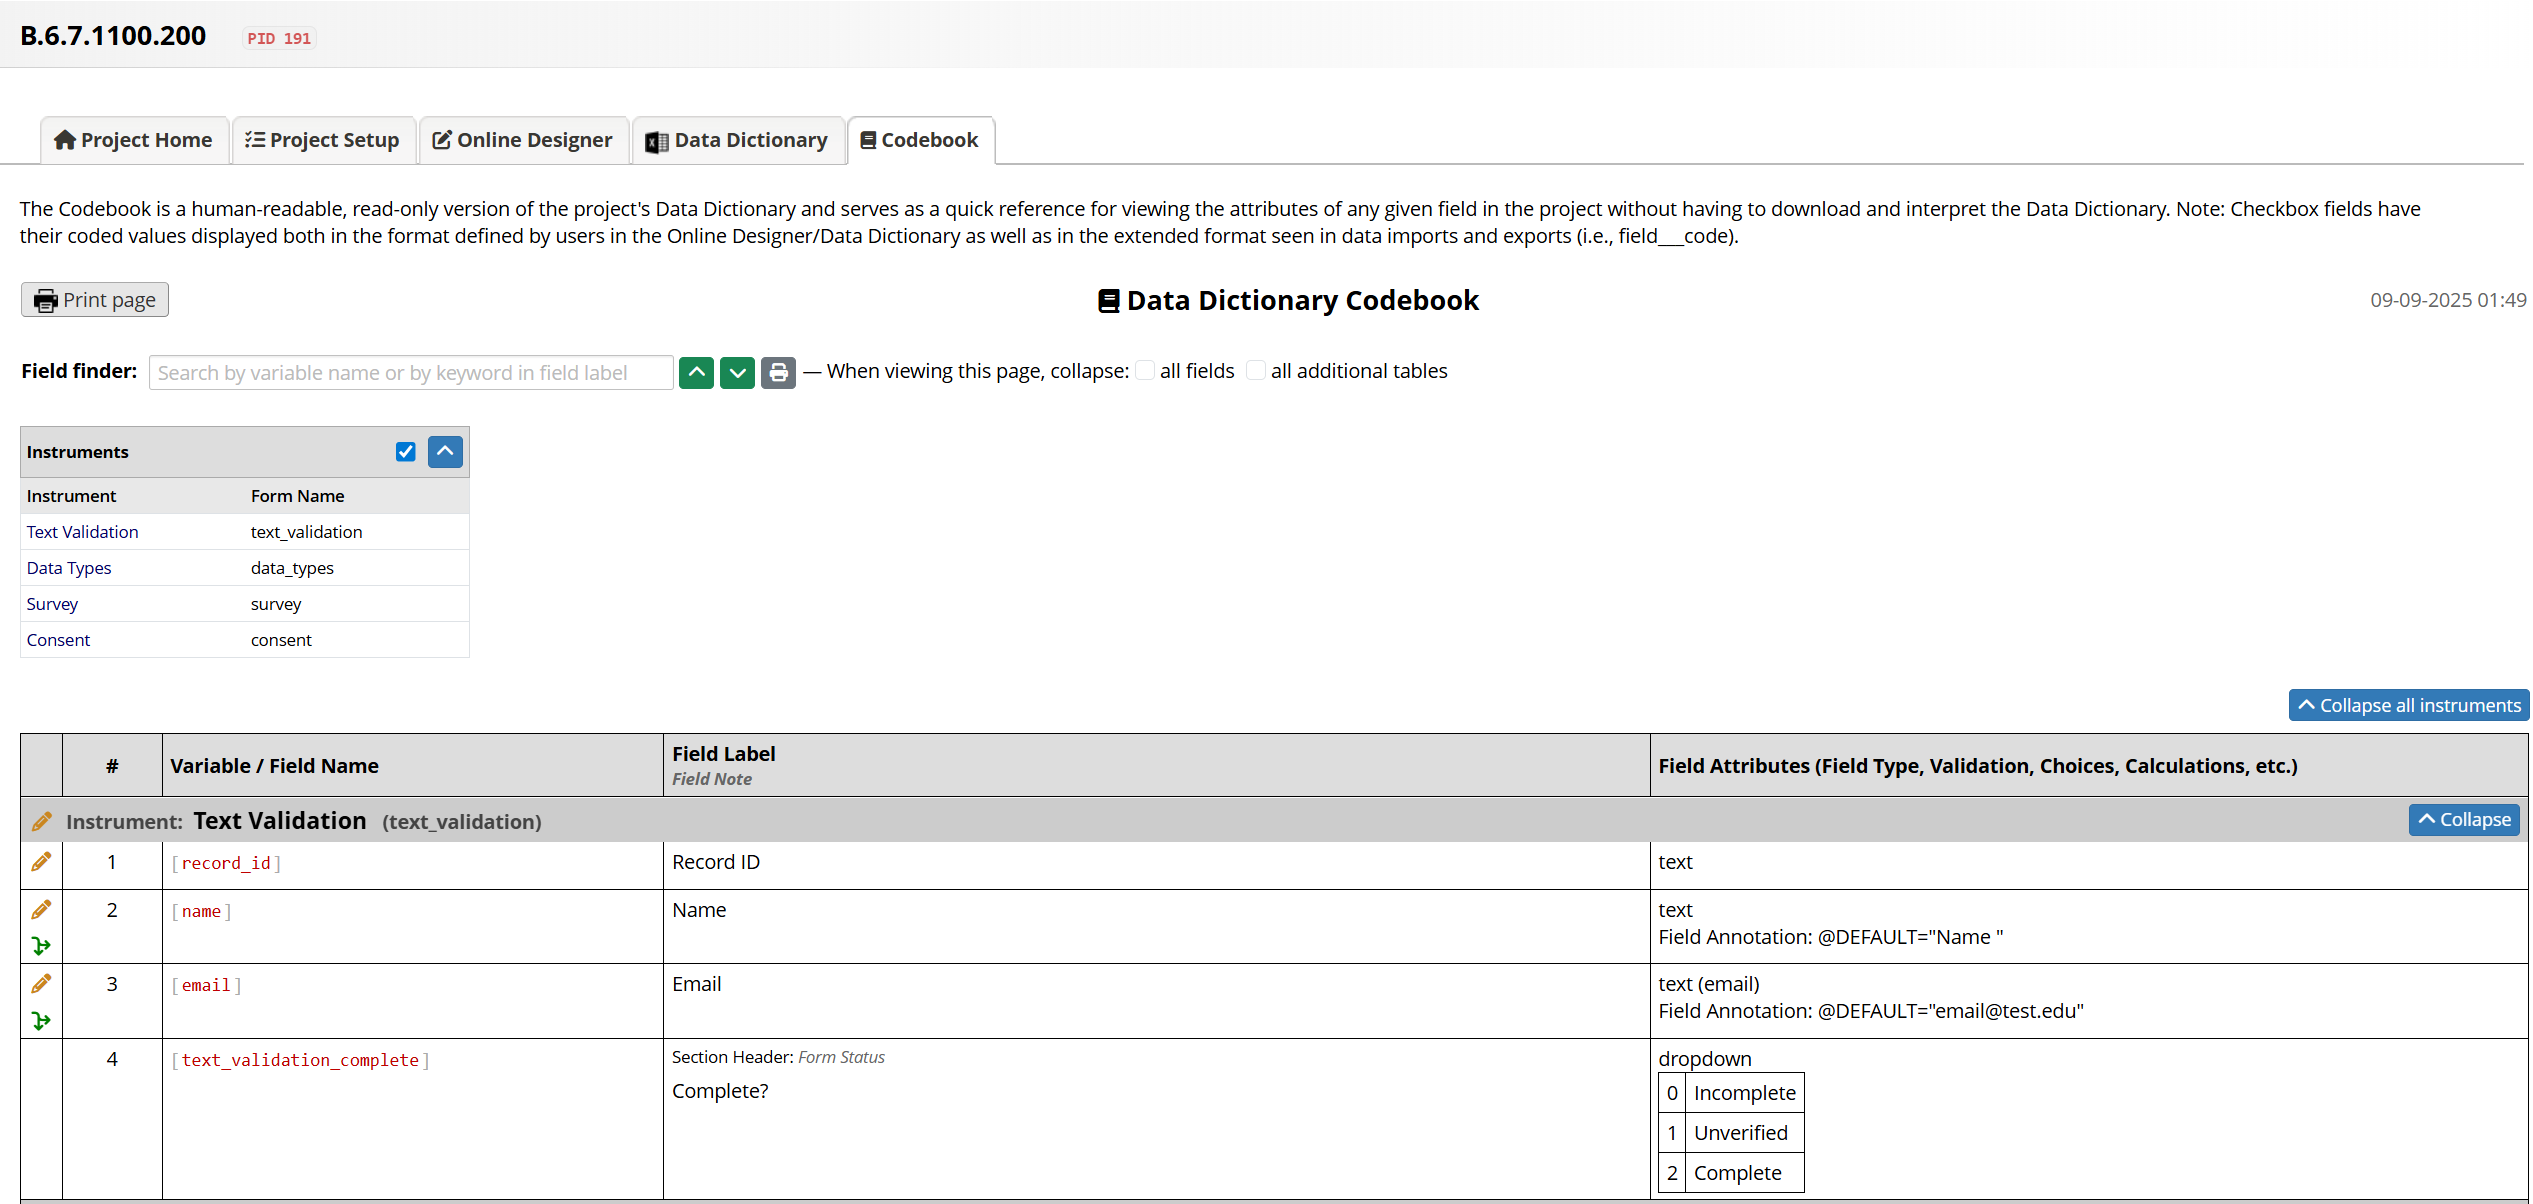 B.6.7.1100.200 PID 191
Project Home Project Setup Online Designer Data Dictionary Codebook
The Codebook is a human-readable, read-only version of the project's Data Dictionary and serves as a quick reference for viewing the attributes of any given field in the project without having to download and interpret the Data Dictionary. Note: Checkbox fields have
their coded values displayed both in the format defined by users in the Online Designer/Data Dictionary as well as in the extended format seen in data imports and exports (i.e., field___code).
Print page Data Dictionary Codebook 09-09-2025 01:49
Field finder: Search by variable name or by keyword in field label — When viewing this page, collapse: all fields all additional tables
Instruments
Instrument Form Name
Text Validation text_validation
Data Types data_types
Survey survey
Consent consent
Collapse all instruments
# Variable / Field Name Field Label Field Attributes (Field Type, Validation, Choices, Calculations, etc.)
Field Note
Instrument: Text Validation (text_validation) Collapse
1 [record_id] Record ID text
2 [name] Name text
Field Annotation: @DEFAULT="Name "
3 [email] Email text (email)
Field Annotation: @DEFAULT="email@test.edu"
4 [text_validation_complete] Section Header: Form Status dropdown
Complete? 0 Incomplete
1 Unverified
2 Complete